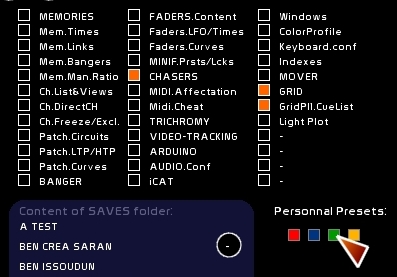 MEMORIES
Mem.Times
Mem.Links
Mem.Bangers
Mem.Man.Ratio
Ch.List&Views
Ch.DirectCH
Ch.Freeze/Excl.
Patch.Circuits
Patch.LTP/HTP
Patch.Curves
BANGER
FADERS.Content
Faders.LFO/Times
Faders.Curves
MINIF.Prsts/Lcks
CHASERS
MIDI.Affectation
Midi.Cheat
TRICHROMY
VIDEO-TRACKING
ARDUINO
AUDIO.Conf
iCAT
Windows
ColorProfile
Keyboard.conf
Indexes
MOVER
GRID
GridPll.CueList
Light Plot
-
-
-
-
Content of SAVES folder:
A TEST
BEN CREA SARAN
BEN ISSOUDUN
-
Personnal Presets: